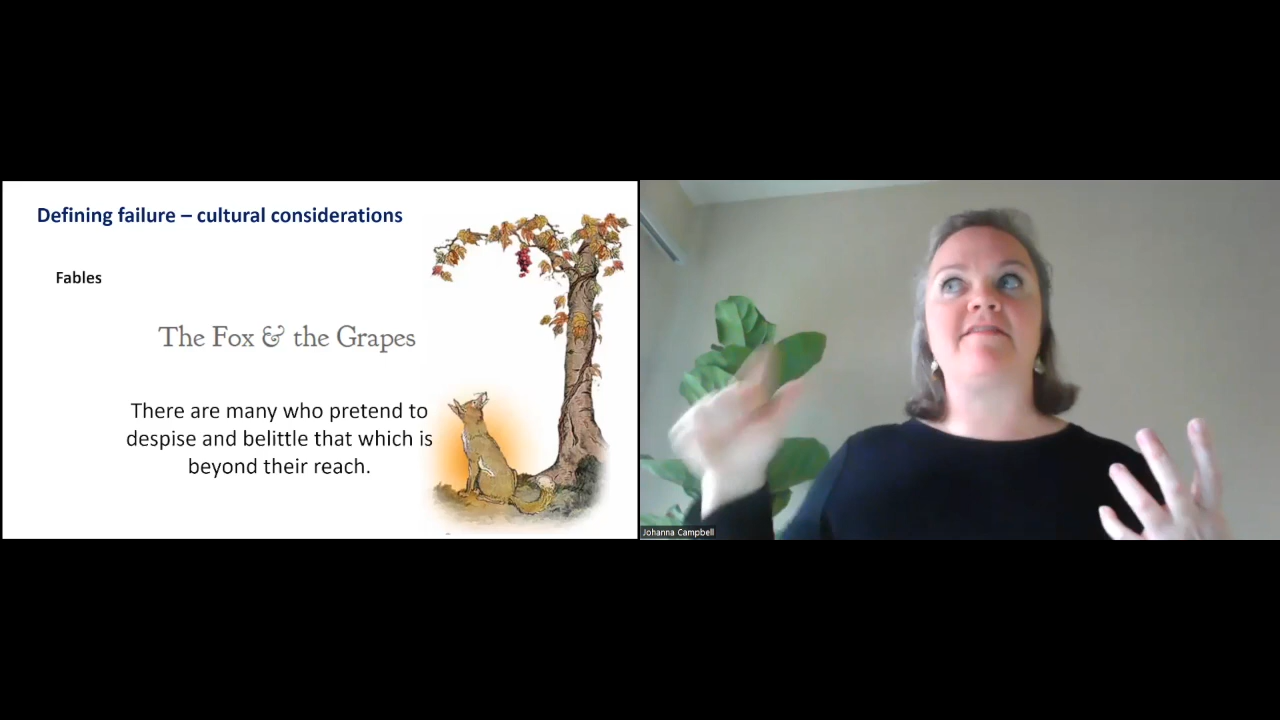 Defining failure – cultural considerations
Fables
The Fox & the Grapes
There are many who pretend to
despise and belittle that which is
beyond their reach.
Johanna Campbell